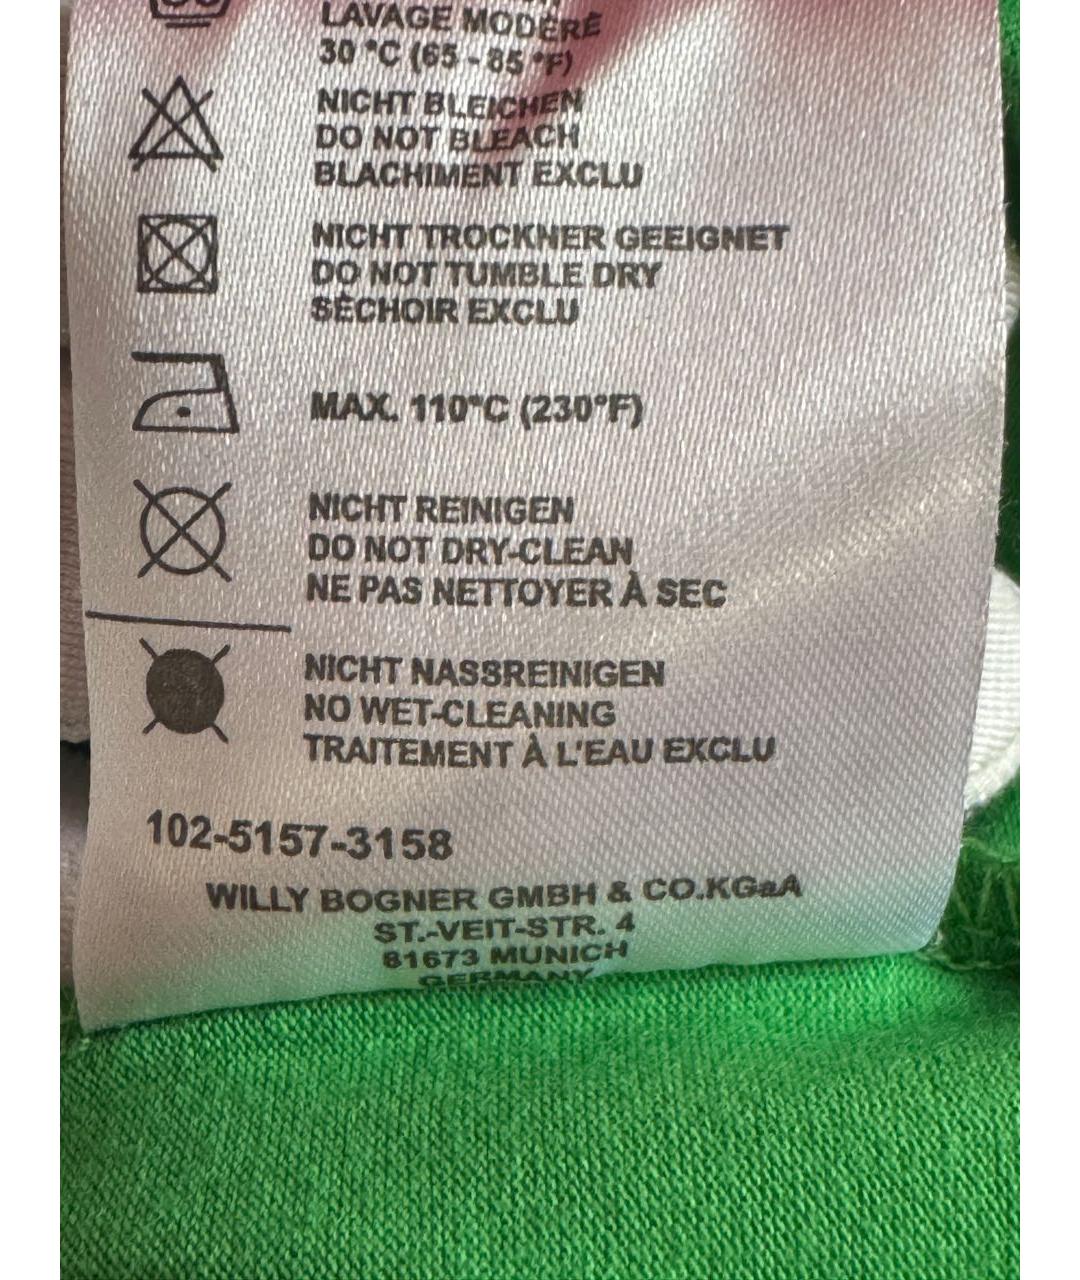 LAVAGE MODÉRÉ
30 °C (65 - 85 °F)
NICHT BLEICHEN
DO NOT BLEACH
BLACHIMENT EXCLU
NICHT TROCKNER GEEIGNET
DO NOT TUMBLE DRY
SÉCHOIR EXCLU
MAX. 110°C (230°F)
NICHT REINIGEN
DO NOT DRY-CLEAN
NE PAS NETTOYER À SEC
NICHT NASSREINIGEN
NO WET-CLEANING
TRAITEMENT À L'EAU EXCLU
102-5157-3158
WILLY BOGNER GMBH & CO.KGaA
ST.-VEIT-STR. 4
81673 MUNICH
GERMANY